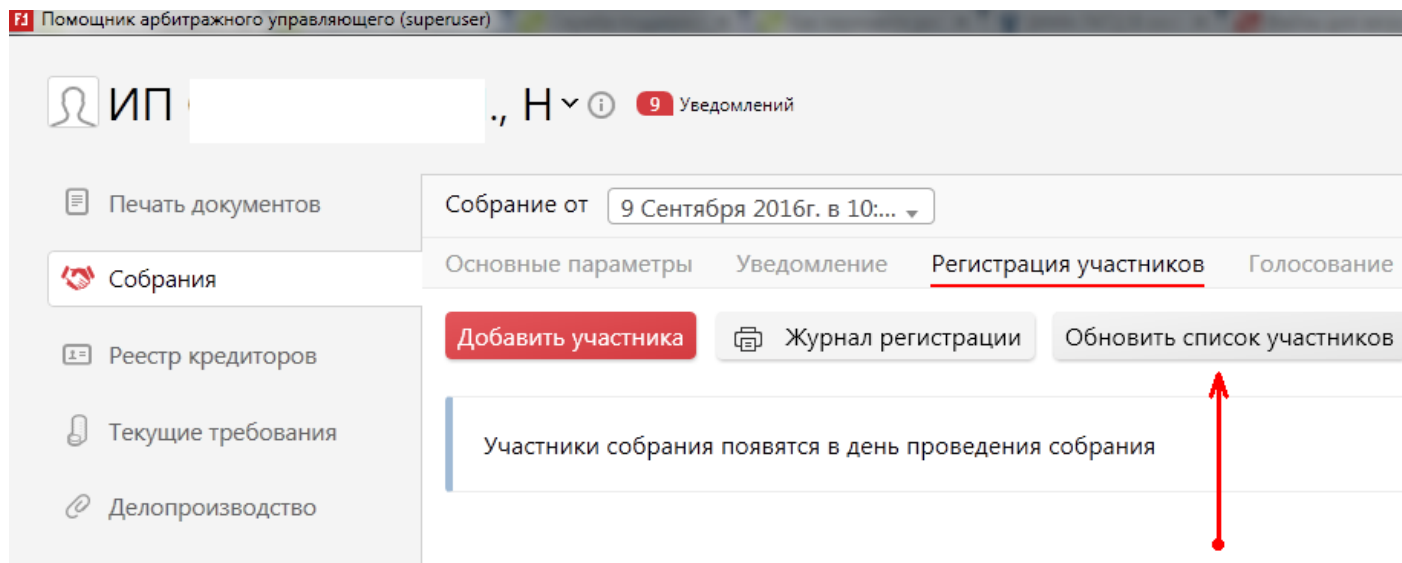 Помощник арбитражного управляющего (superuser)
ИП ., Н 9 Уведомлений
Печать документов
Собрание от 9 Сентября 2016г. в 10:...
Основные параметры Уведомление Регистрация участников Голосование
Собрания
Добавить участника Журнал регистрации Обновить список участников
Реестр кредиторов
Текущие требования
Участники собрания появятся в день проведения собрания
Делопроизводство